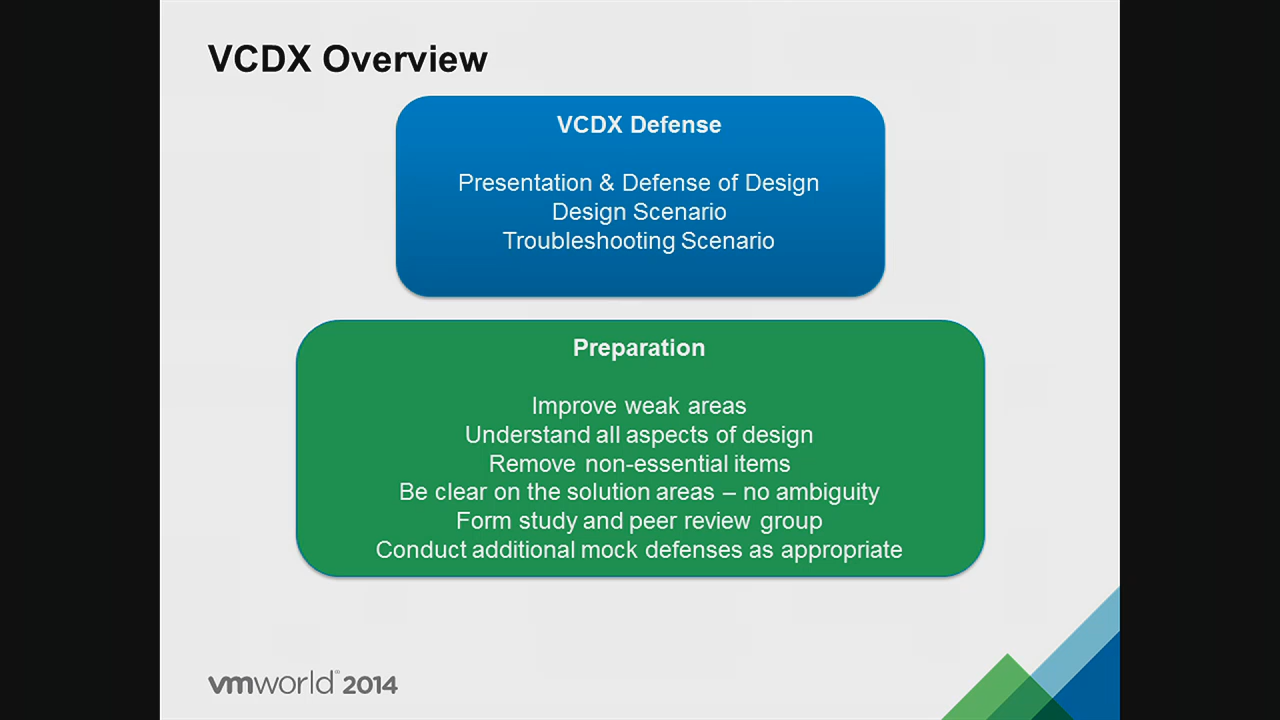 VCDX Overview
VCDX Defense
Presentation & Defense of Design
Design Scenario
Troubleshooting Scenario
Preparation
Improve weak areas
Understand all aspects of design
Remove non-essential items
Be clear on the solution areas – no ambiguity
Form study and peer review group
Conduct additional mock defenses as appropriate
vmworld 2014